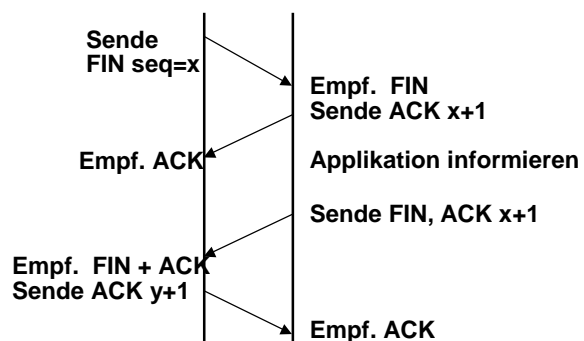 Sende
FIN seq=x
Empf. FIN
Sende ACK x+1
Empf. ACK
Applikation informieren
Sende FIN, ACK x+1
Empf. FIN + ACK
Sende ACK y+1
Empf. ACK